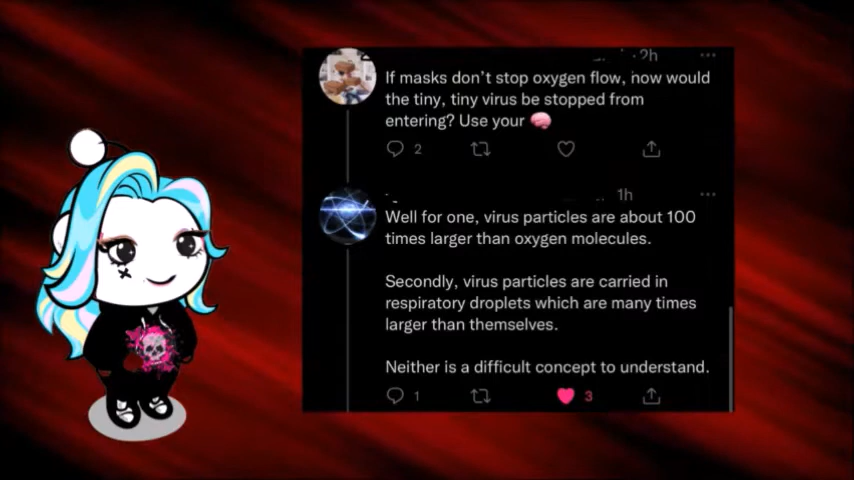 2h
If masks don't stop oxygen flow, now would
the tiny, tiny virus be stopped from
entering? Use your 🧠
2
1h
Well for one, virus particles are about 100
times larger than oxygen molecules.
Secondly, virus particles are carried in
respiratory droplets which are many times
larger than themselves.
Neither is a difficult concept to understand.
1 3